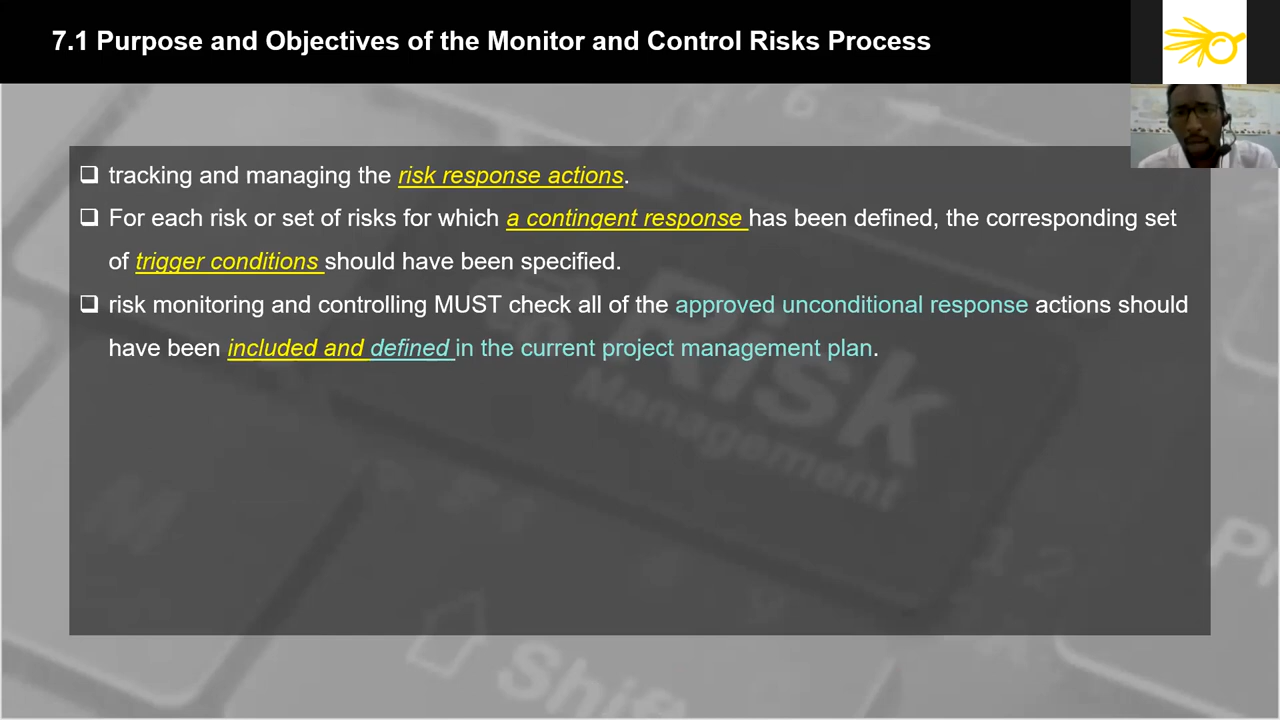 7.1 Purpose and Objectives of the Monitor and Control Risks Process
❑ tracking and managing the risk response actions.
❑ For each risk or set of risks for which a contingent response has been defined, the corresponding set
of trigger conditions should have been specified.
❑ risk monitoring and controlling MUST check all of the approved unconditional response actions should
have been included and defined in the current project management plan.
Risk
Management
Shift